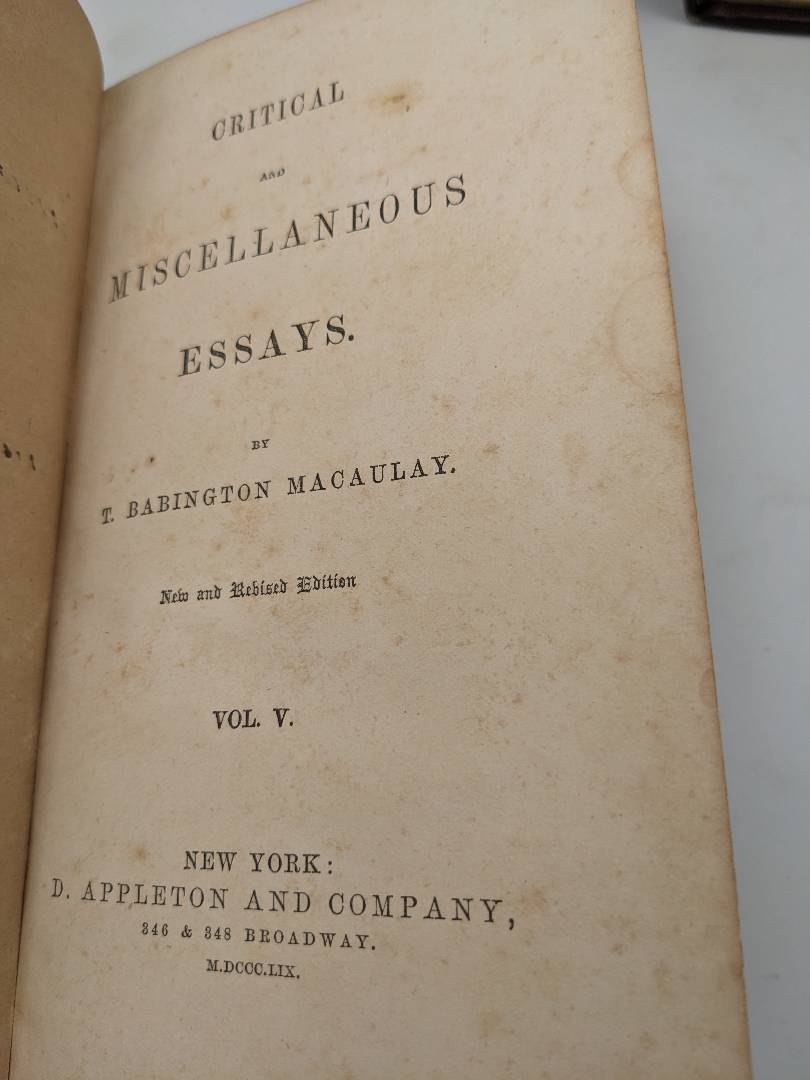 CRITICAL
AND
MISCELLANEOUS
ESSAYS.
BY
T. BABINGTON MACAULAY.
New and Revised Edition
VOL. V.
NEW YORK:
D. APPLETON AND COMPANY,
346 & 348 BROADWAY.
M.DCCC.LIX.